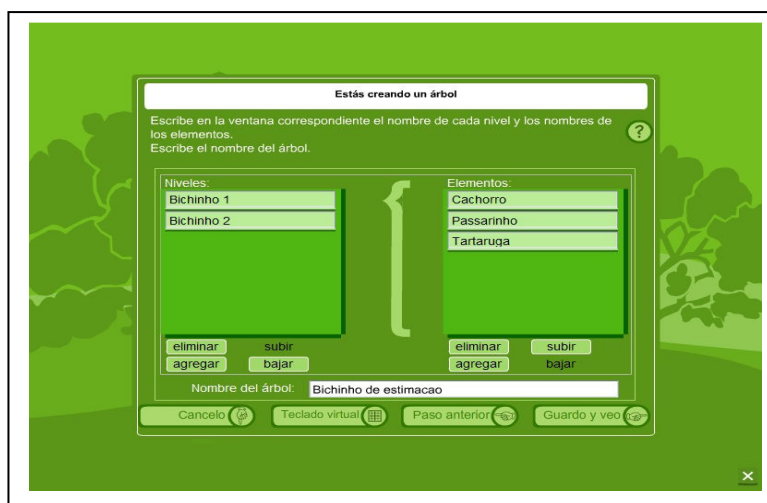 Estás creando un árbol
Escribe en la ventana correspondiente el nombre de cada nivel y los nombres de
los elementos.
Escribe el nombre del árbol.
?
Niveles:
Bichinho 1
Bichinho 2
eliminar subir
agregar bajar
{
Elementos:
Cachorro
Passarinho
Tartaruga
eliminar subir
agregar bajar
Nombre del árbol: Bichinho de estimacao
Cancelo Teclado virtual Paso anterior Guardo y veo